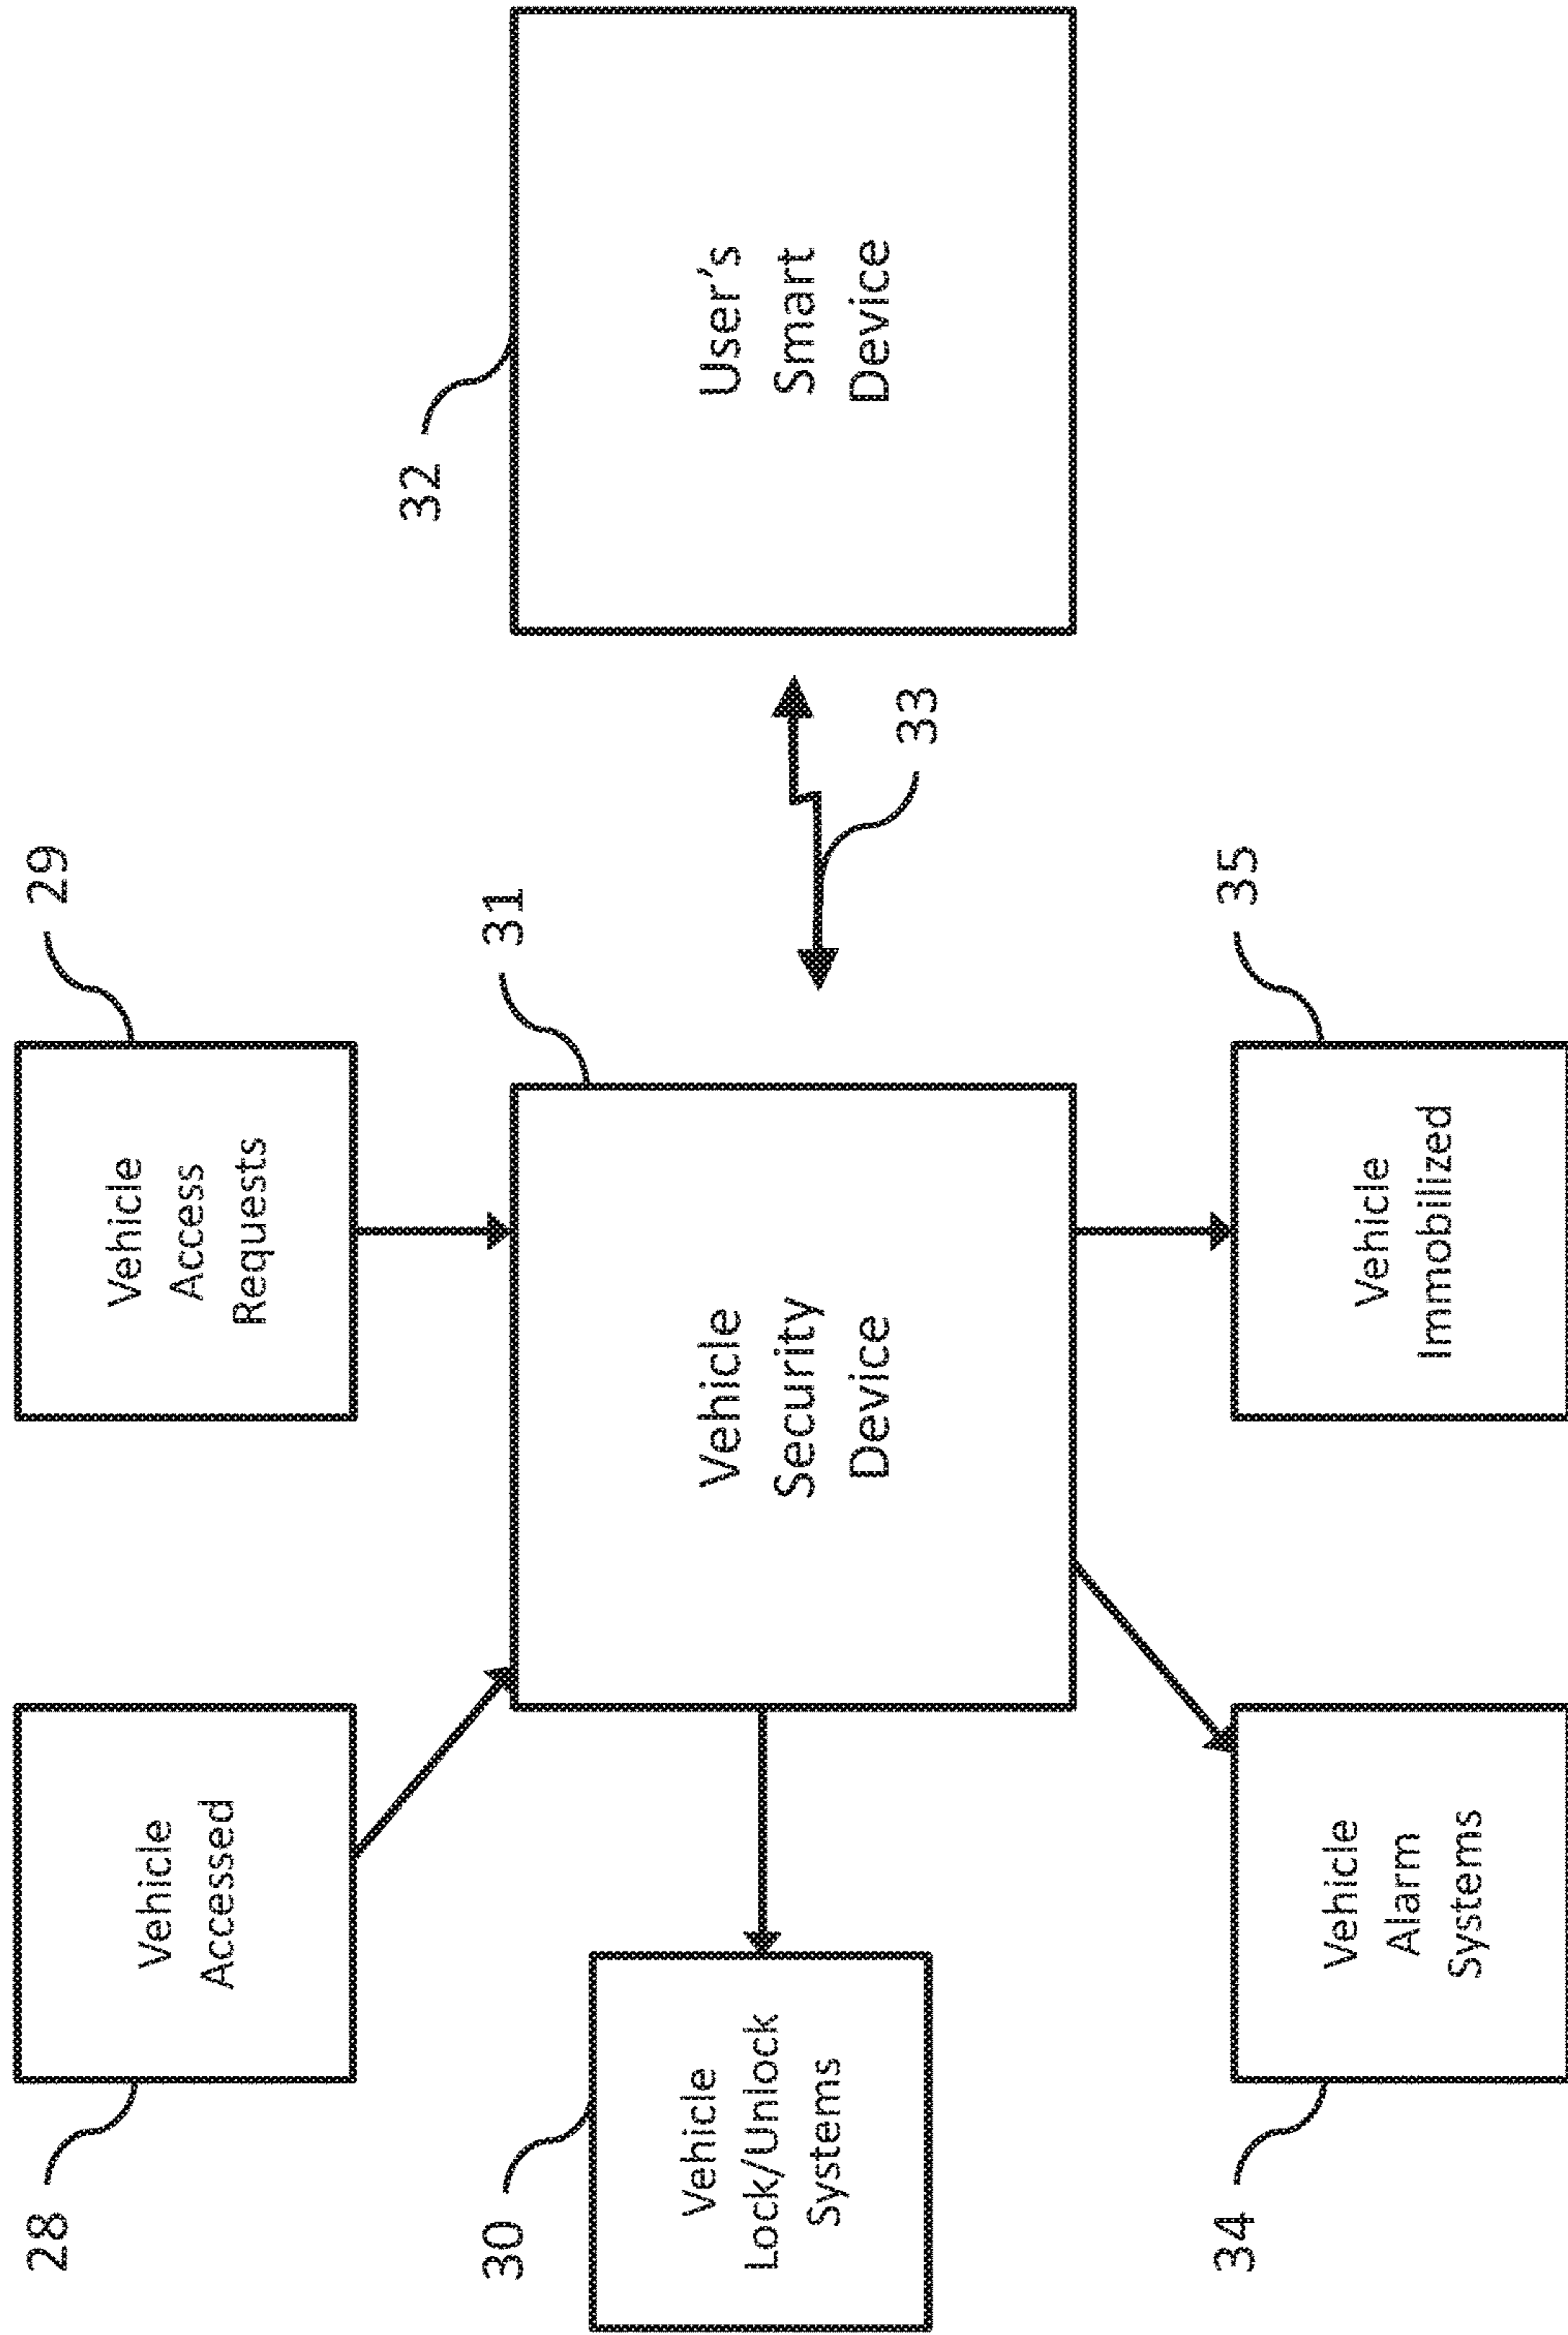 28
Vehicle
Accessed
29
Vehicle
Access
Requests
30
Vehicle
Lock/Unlock
Systems
31
Vehicle
Security
Device
32
User's
Smart
Device
33
34
Vehicle
Alarm
Systems
35
Vehicle
Immobilized